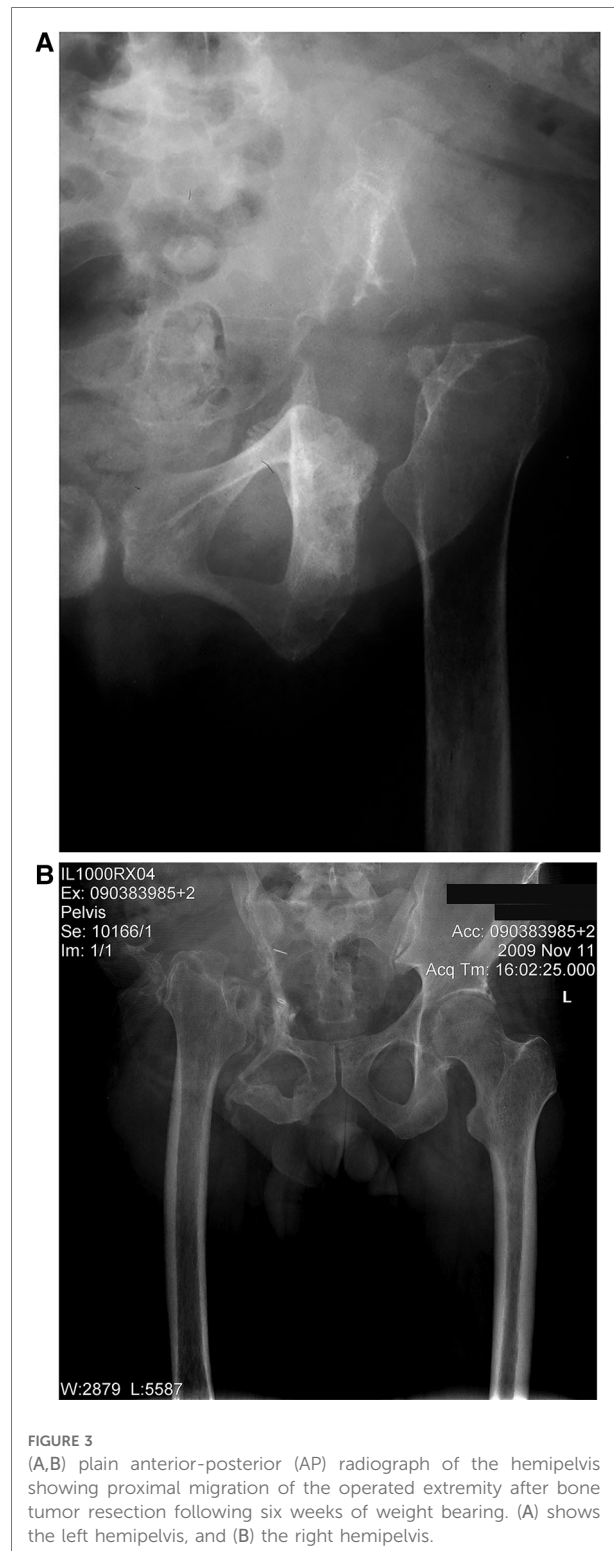 A
B
IL1000RX04
Ex: 090383985+2
Pelvis
Se: 10166/1
Im: 1/1
Acc: 090383985+2
2009 Nov 11
Acq Tm: 16:02:25.000
L
W:2879 L:5587
FIGURE 3
(A,B) plain anterior-posterior (AP) radiograph of the hemipelvis
showing proximal migration of the operated extremity after bone
tumor resection following six weeks of weight bearing. (A) shows
the left hemipelvis, and (B) the right hemipelvis.